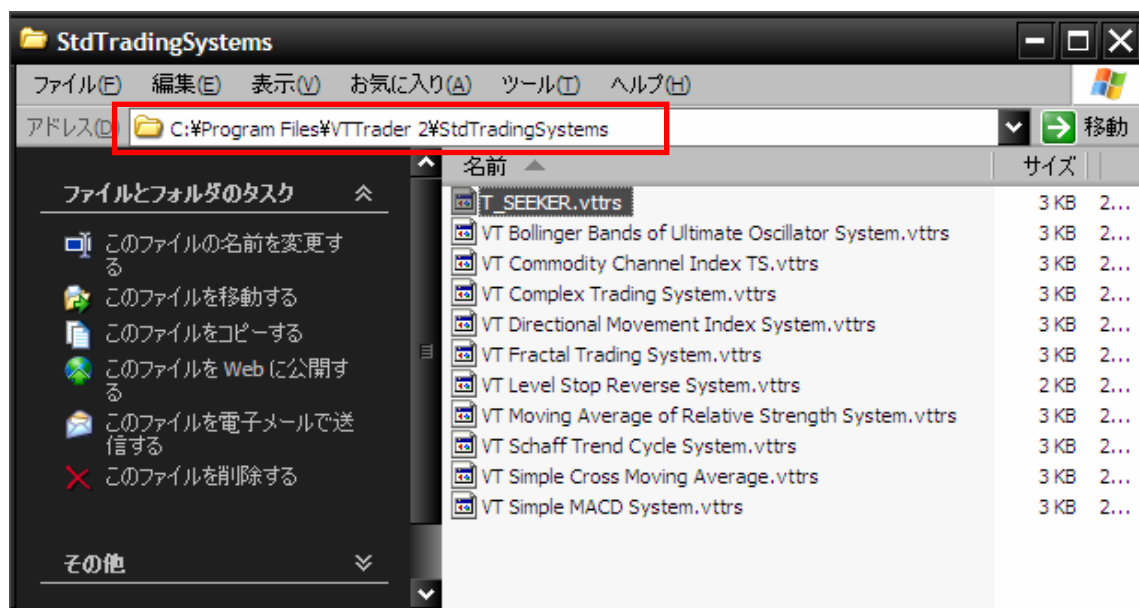 StdTradingSystems
ファイル(F) 編集(E) 表示(V) お気に入り(A) ツール(T) ヘルプ(H)
アドレス(D) C:¥Program Files¥VTTrader 2¥StdTradingSystems 移動
ファイルとフォルダのタスク
このファイルの名前を変更す
る
このファイルを移動する
このファイルをコピーする
このファイルを Web に公開す
る
このファイルを電子メールで送
信する
このファイルを削除する
その他
名前 サイズ
T_SEEKER.vttrs 3 KB 2...
VT Bollinger Bands of Ultimate Oscillator System.vttrs 3 KB 2...
VT Commodity Channel Index TS.vttrs 3 KB 2...
VT Complex Trading System.vttrs 3 KB 2...
VT Directional Movement Index System.vttrs 3 KB 2...
VT Fractal Trading System.vttrs 3 KB 2...
VT Level Stop Reverse System.vttrs 2 KB 2...
VT Moving Average of Relative Strength System.vttrs 3 KB 2...
VT Schaff Trend Cycle System.vttrs 3 KB 2...
VT Simple Cross Moving Average.vttrs 3 KB 2...
VT Simple MACD System.vttrs 3 KB 2...